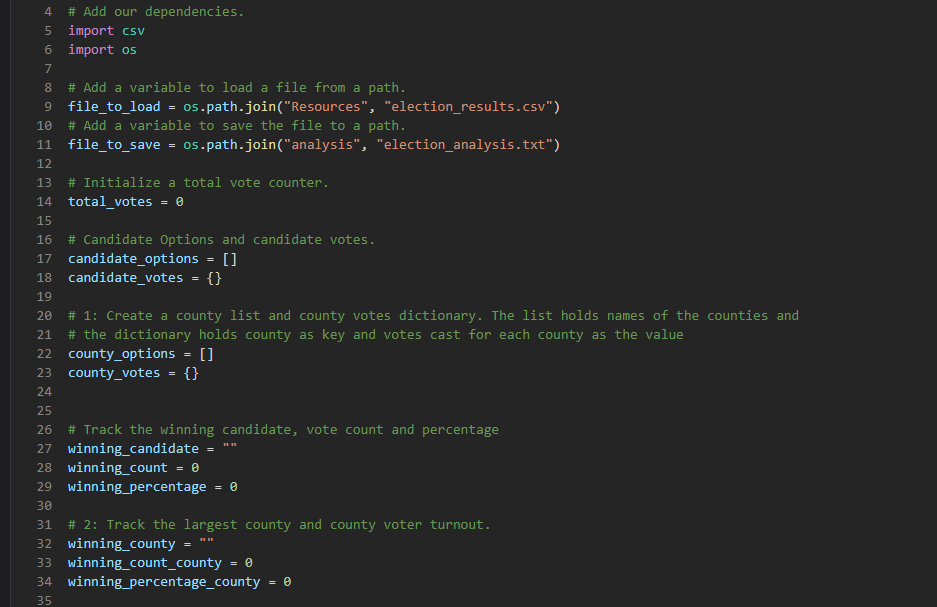 4 # Add our dependencies.
5 import csv
6 import os
7
8 # Add a variable to load a file from a path.
9 file_to_load = os.path.join("Resources", "election_results.csv")
10 # Add a variable to save the file to a path.
11 file_to_save = os.path.join("analysis", "election_analysis.txt")
12
13 # Initialize a total vote counter.
14 total_votes = 0
15
16 # Candidate Options and candidate votes.
17 candidate_options = []
18 candidate_votes = {}
19
20 # 1: Create a county list and county votes dictionary. The list holds names of the counties and
21 # the dictionary holds county as key and votes cast for each county as the value
22 county_options = []
23 county_votes = {}
24
25
26 # Track the winning candidate, vote count and percentage
27 winning_candidate = ""
28 winning_count = 0
29 winning_percentage = 0
30
31 # 2: Track the largest county and county voter turnout.
32 winning_county = ""
33 winning_count_county = 0
34 winning_percentage_county = 0
35